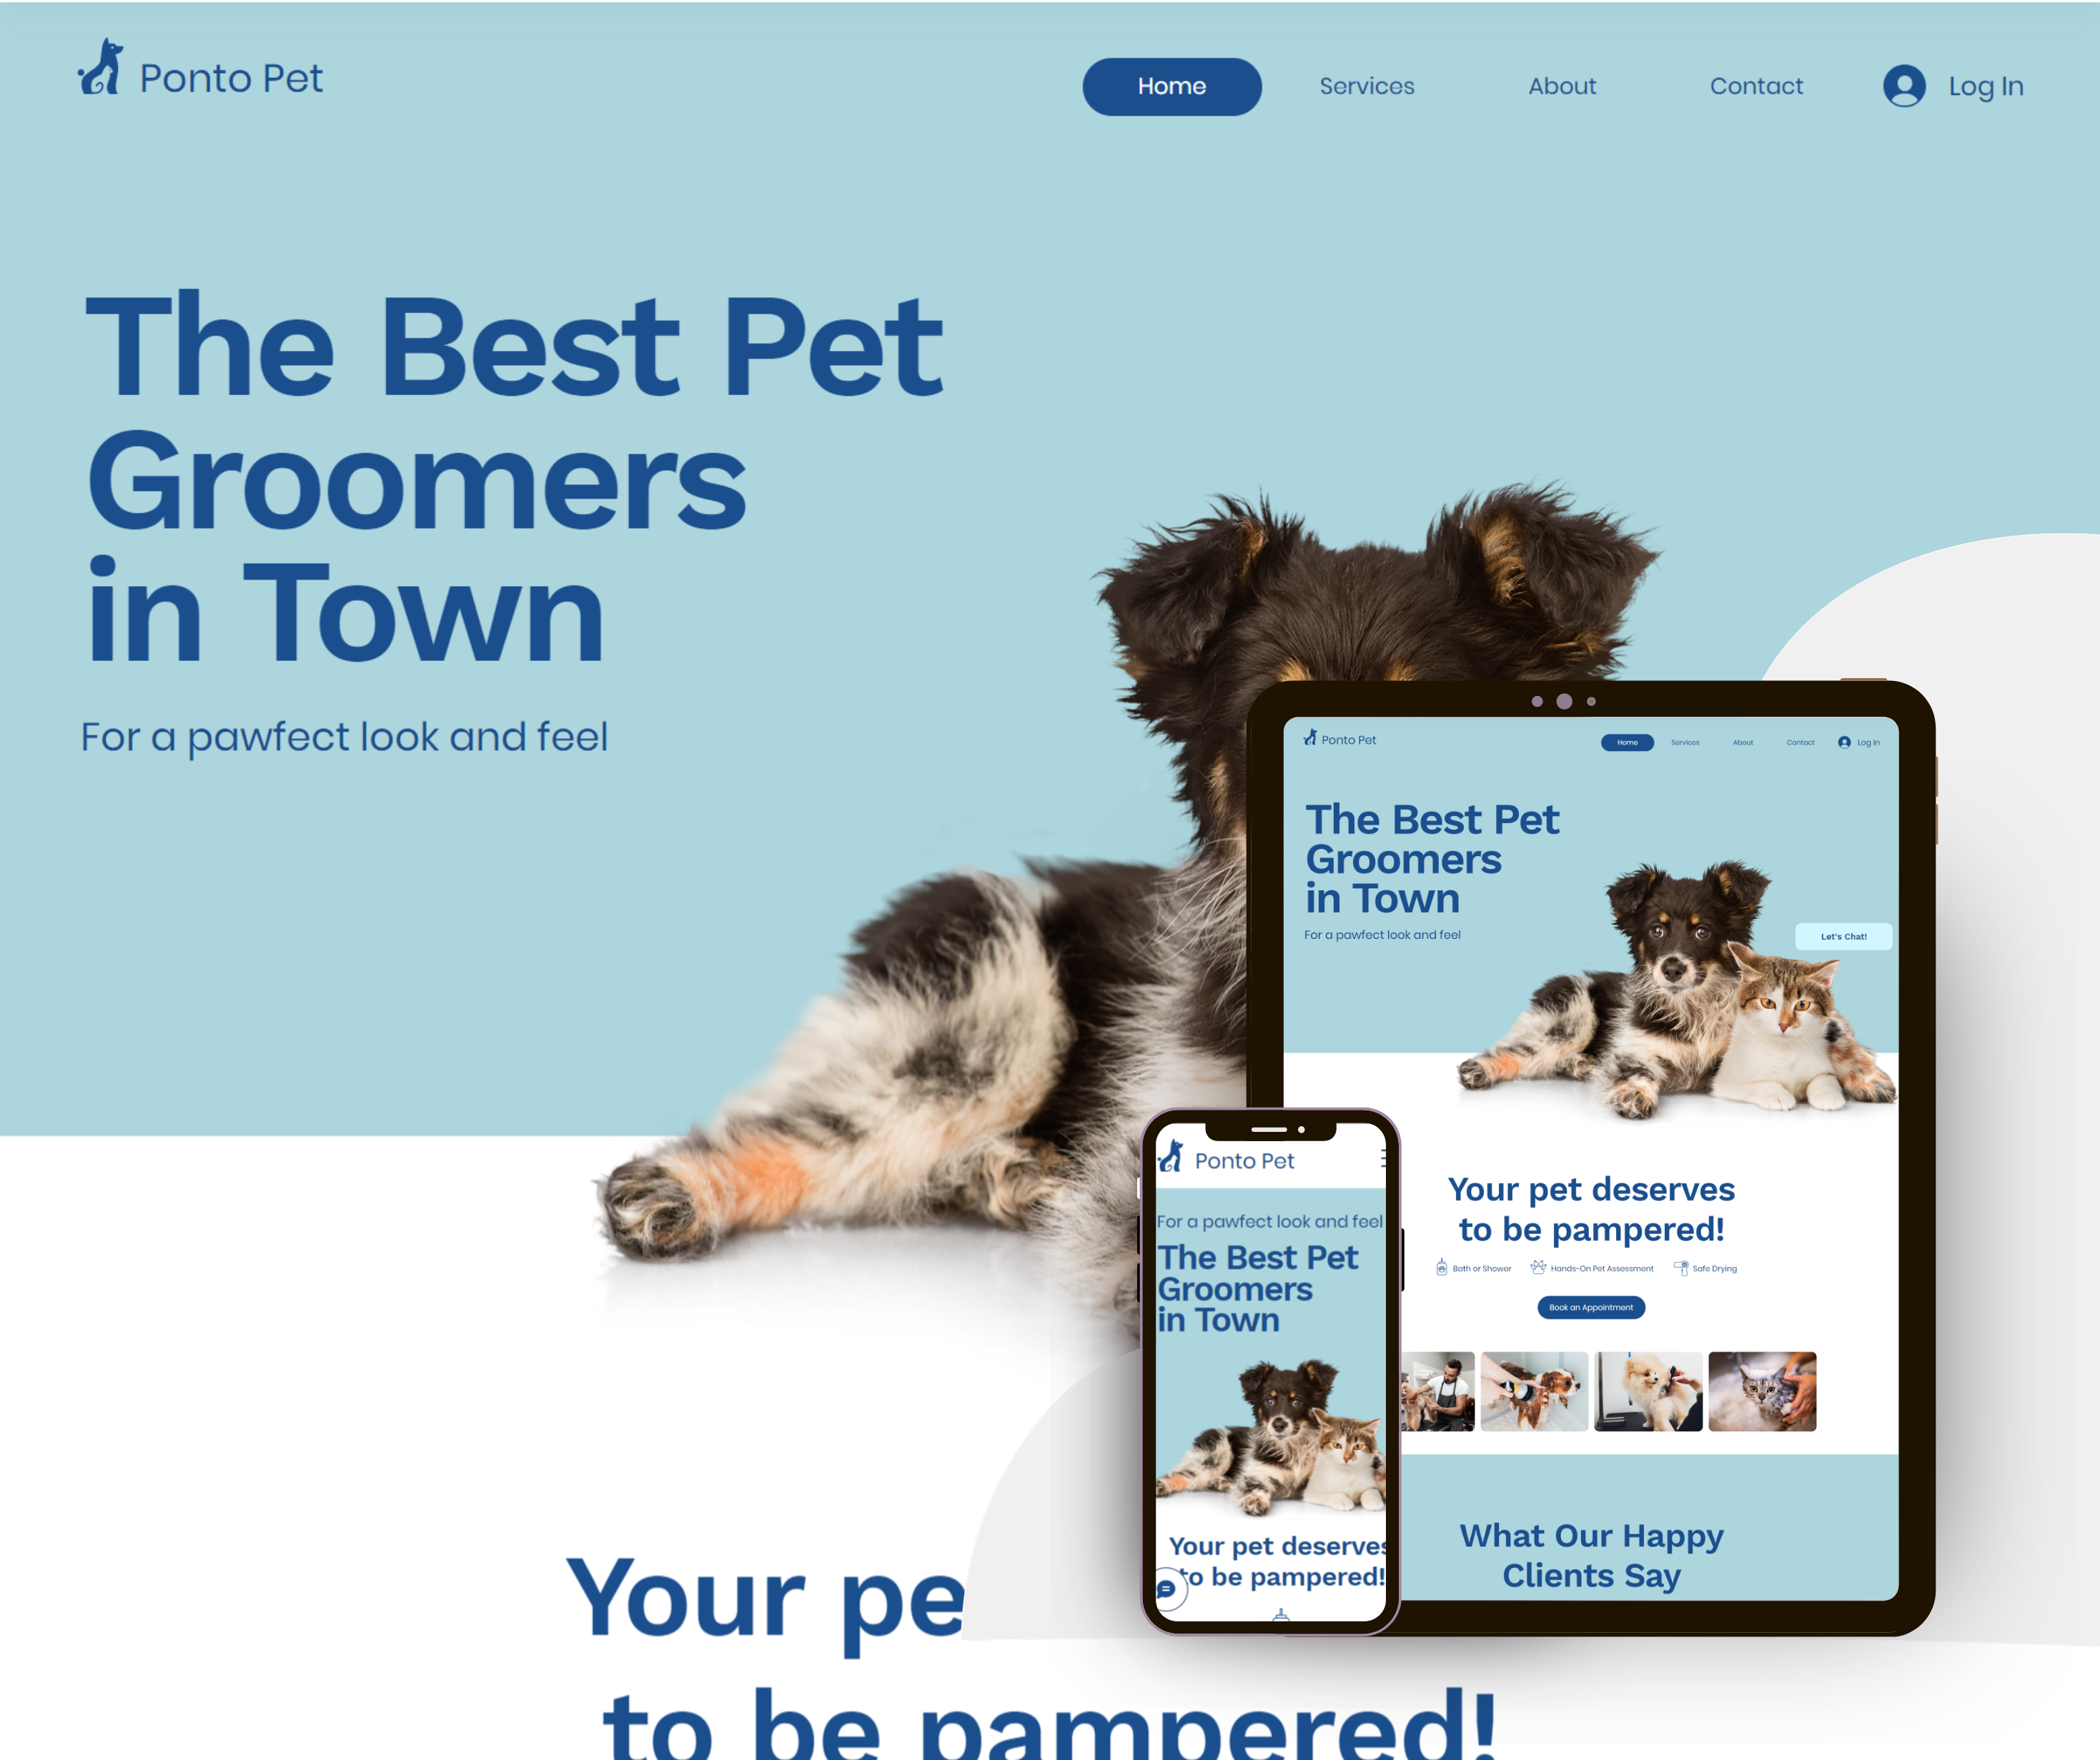 Ponto Pet
Home Services About Contact Log In
The Best Pet
Groomers
in Town
For a pawfect look and feel
Your pe
to be pampered!
Ponto Pet
Home Services About Contact Log In
The Best Pet
Groomers
in Town
For a pawfect look and feel
Let's Chat!
Your pet deserves
to be pampered!
Bath or Shower Hands-On Pet Assessment Safe Drying
Book an Appointment
What Our Happy
Clients Say
Ponto Pet
For a pawfect look and feel
The Best Pet
Groomers
in Town
Your pet deserves
to be pampered!